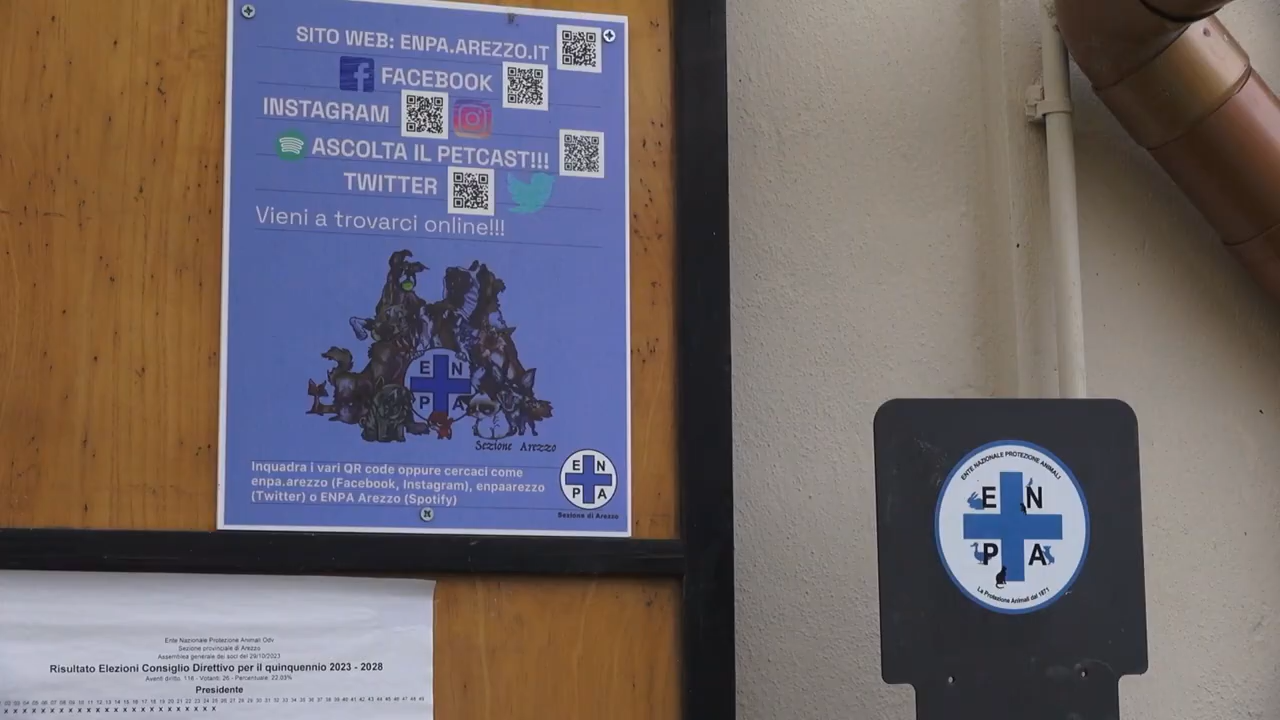 SITO WEB: ENPA.AREZZO.IT
FACEBOOK
INSTAGRAM
ASCOLTA IL PETCAST!!!
TWITTER
Vieni a trovarci online!!!
E N
P A
Sezione Arezzo
Inquadra i vari QR code oppure cercaci come
enpa.arezzo (Facebook, Instagram), enpaarezzo
(Twitter) o ENPA Arezzo (Spotify)
E N
P A
Sezione di Arezzo
ENTE NAZIONALE PROTEZIONE ANIMALI
E N
P A
La Protezione Animali dal 1871
Ente Nazionale Protezione Animali Odv
Sezione provinciale di Arezzo
Assemblea generale dei soci del 29/10/2023
Risultato Elezioni Consiglio Direttivo per il quinquennio 2023 - 2028
Aventi diritto: 116 - Votanti: 26 - Percentuale: 22.03%
Presidente